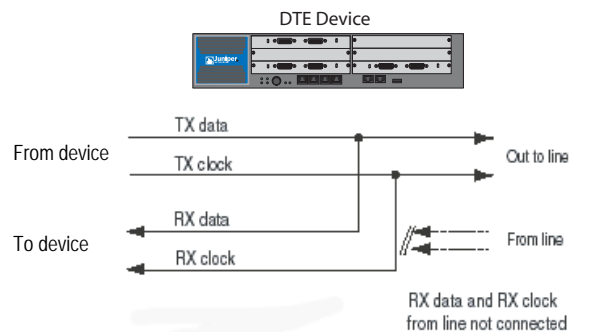 DTE Device
Juniper
TX data
From device
TX clock
Out to line
RX data
To device
From line
RX clock
RX data and RX clock
from line not connected